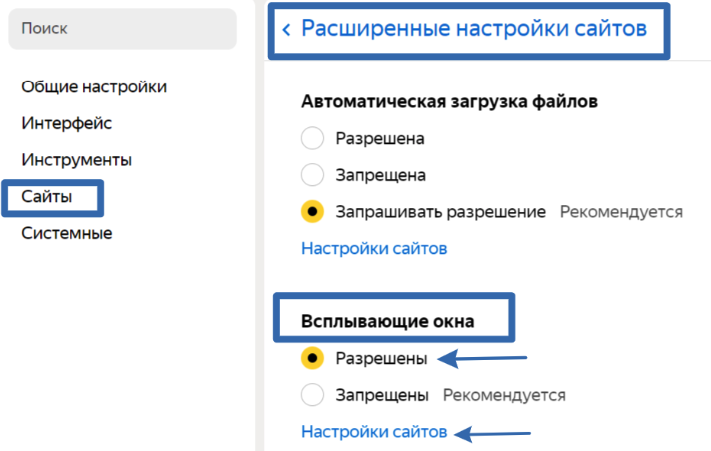 Поиск
Общие настройки
Интерфейс
Инструменты
Сайты
Системные
Расширенные настройки сайтов
Автоматическая загрузка файлов
Разрешена
Запрещена
Запрашивать разрешение Рекомендуется
Настройки сайтов
Всплывающие окна
Разрешены
Запрещены Рекомендуется
Настройки сайтов